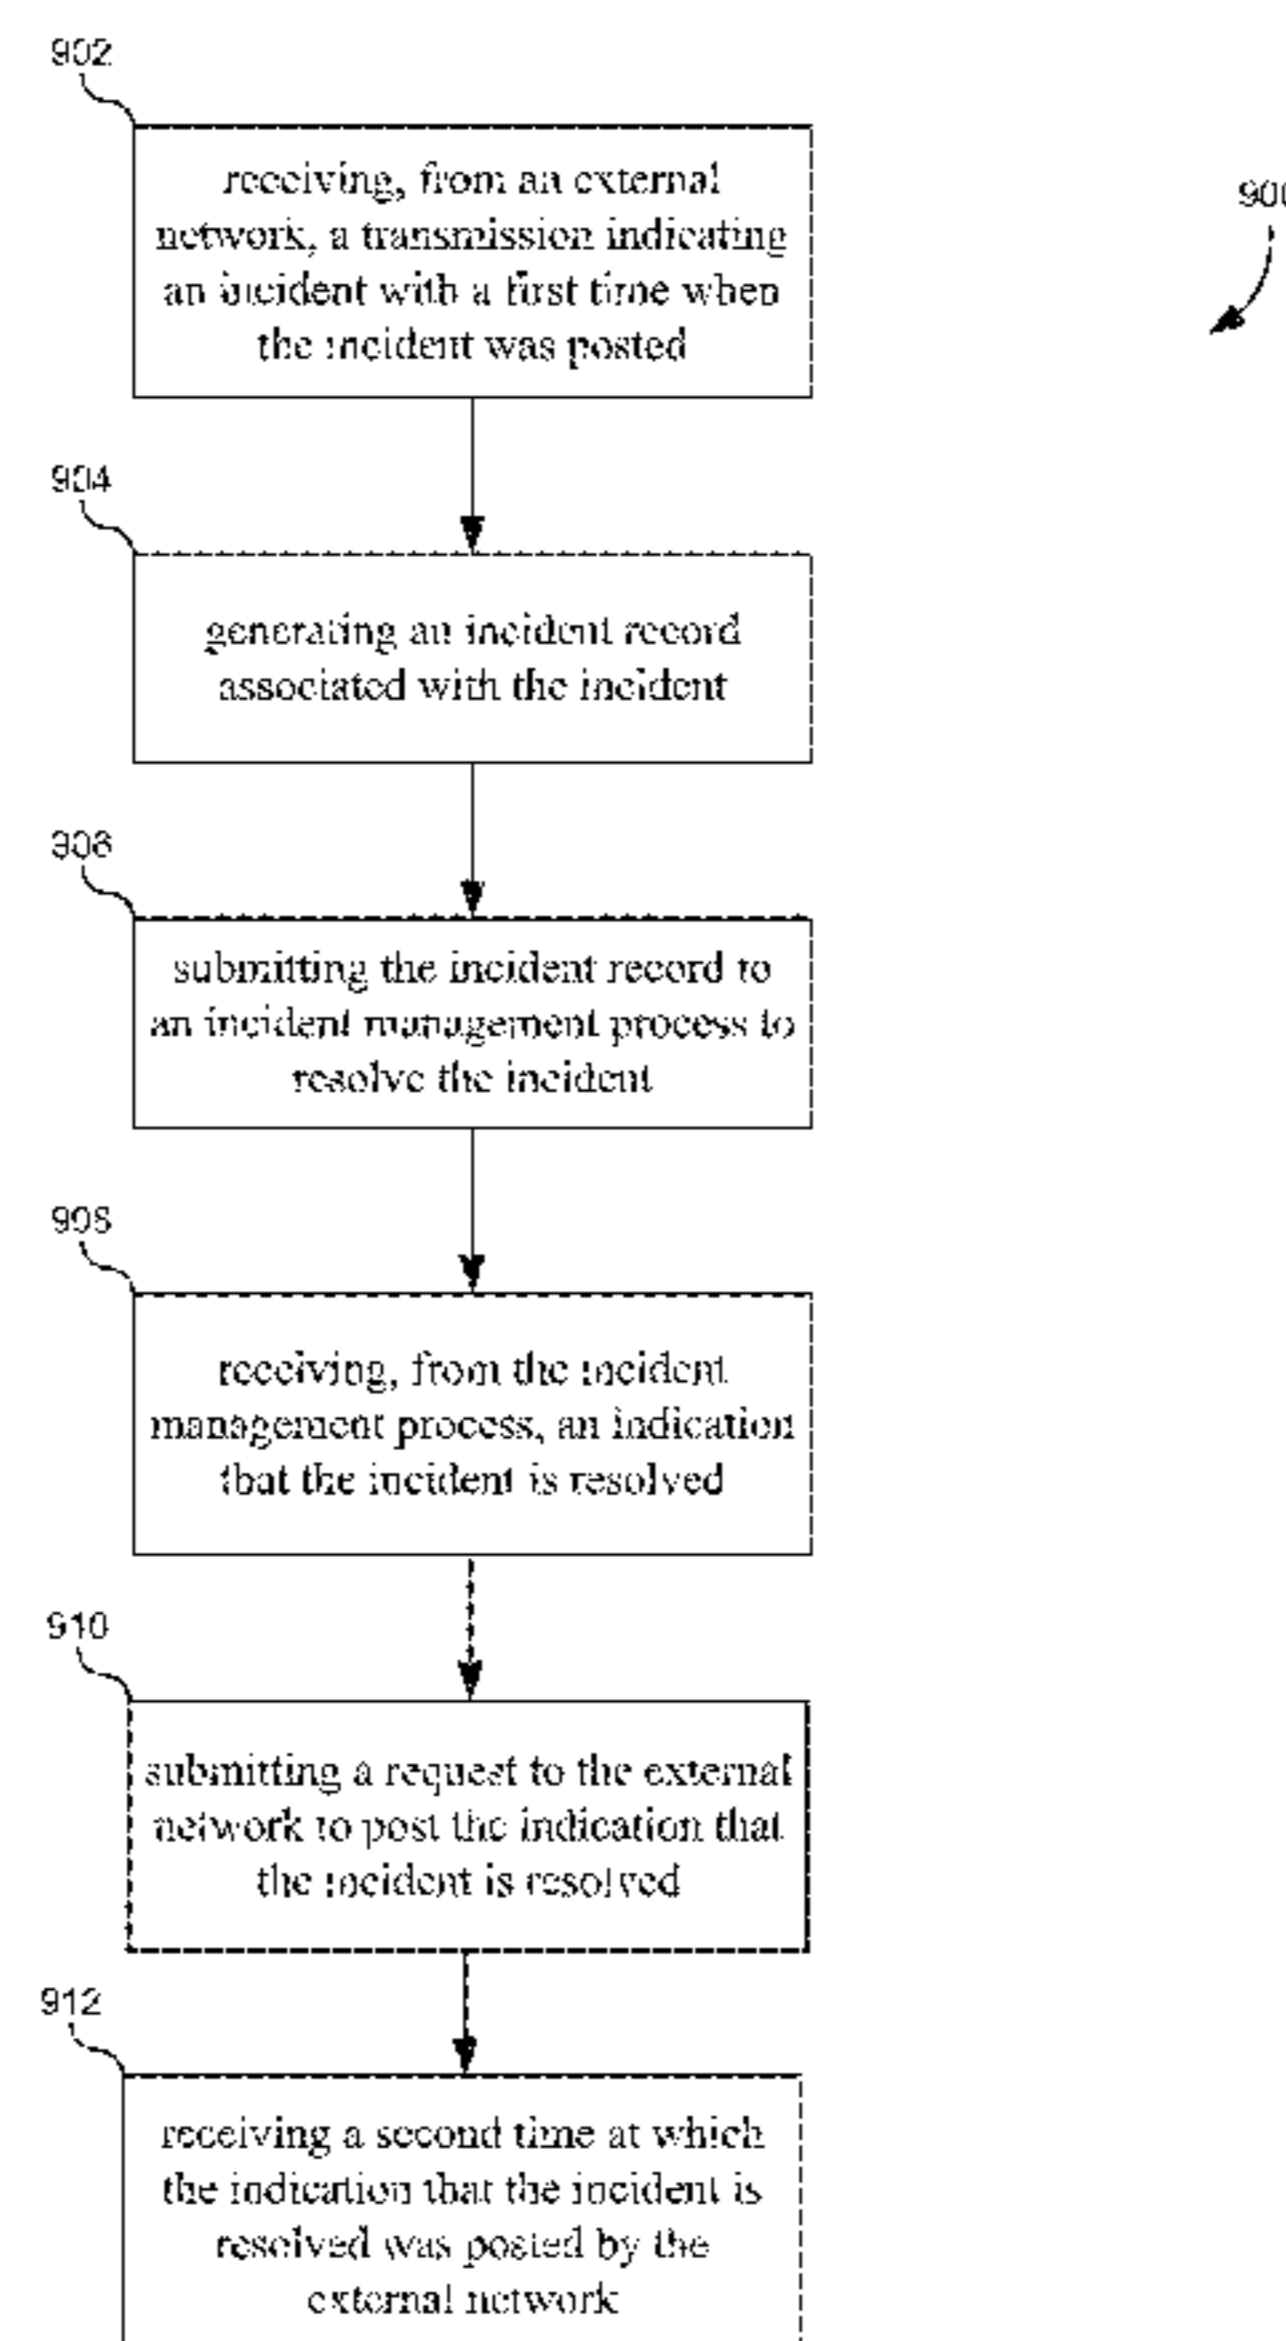 902
receiving, from an external
network, a transmission indicating
an incident with a first time when
the incident was posted
900
904
generating an incident record
associated with the incident
906
submitting the incident record to
an incident management process to
resolve the incident
908
receiving, from the incident
management process, an indication
that the incident is resolved
910
submitting a request to the external
network to post the indication that
the incident is resolved
912
receiving a second time at which
the indication that the incident is
resolved was posted by the
external network